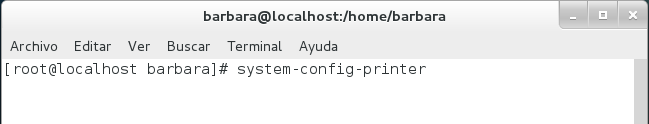 barbara@localhost:/home/barbara
Archivo Editar Ver Buscar Terminal Ayuda
[root@localhost barbara]# system-config-printer